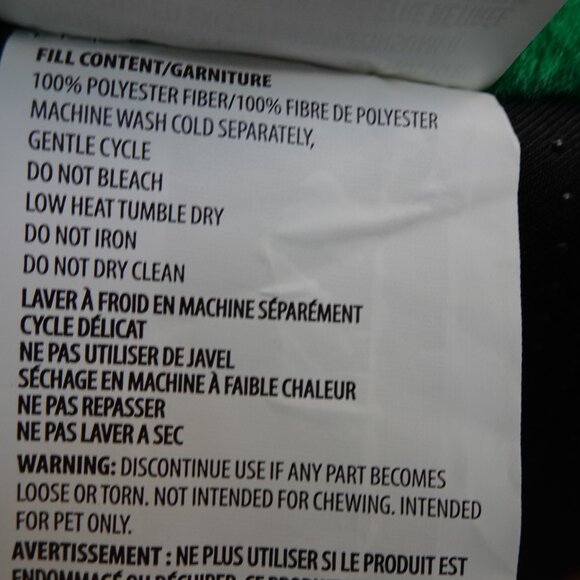 FILL CONTENT/GARNITURE
100% POLYESTER FIBER/100% FIBRE DE POLYESTER
MACHINE WASH COLD SEPARATELY,
GENTLE CYCLE
DO NOT BLEACH
LOW HEAT TUMBLE DRY
DO NOT IRON
DO NOT DRY CLEAN
LAVER À FROID EN MACHINE SÉPARÉMENT
CYCLE DÉLICAT
NE PAS UTILISER DE JAVEL
SÉCHAGE EN MACHINE À FAIBLE CHALEUR
NE PAS REPASSER
NE PAS LAVER A SEC
WARNING: DISCONTINUE USE IF ANY PART BECOMES
LOOSE OR TORN. NOT INTENDED FOR CHEWING. INTENDED
FOR PET ONLY.
AVERTISSEMENT : NE PLUS UTILISER SI LE PRODUIT EST
ENDOMMAGÉ OU